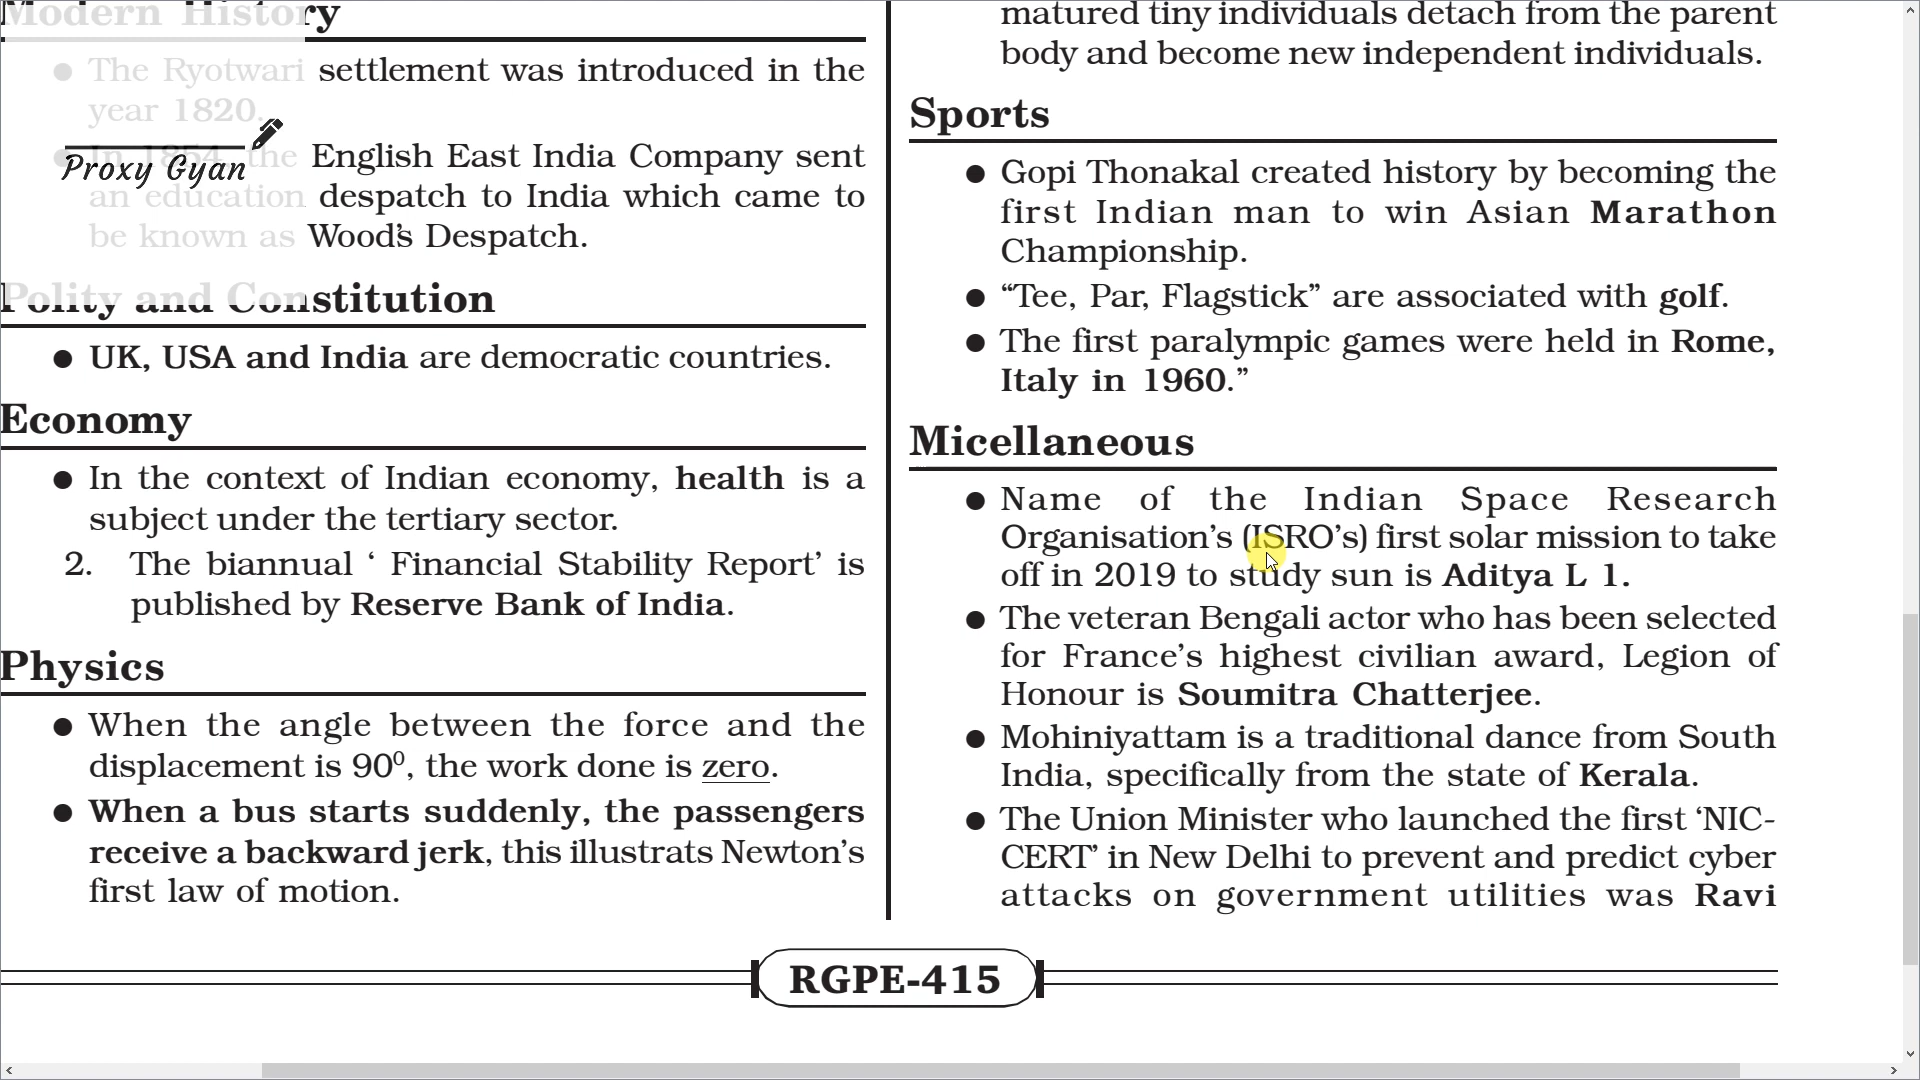 Modern History
● The Ryotwari settlement was introduced in the
year 1820.
● In 1854, the English East India Company sent
an education despatch to India which came to
be known as Wood's Despatch.
Proxy Gyan
Polity and Constitution
● UK, USA and India are democratic countries.
Economy
● In the context of Indian economy, health is a
subject under the tertiary sector.
2. The biannual ‘ Financial Stability Report’ is
published by Reserve Bank of India.
Physics
● When the angle between the force and the
displacement is 90⁰, the work done is zero.
● When a bus starts suddenly, the passengers
receive a backward jerk, this illustrats Newton’s
first law of motion.
matured tiny individuals detach from the parent
body and become new independent individuals.
Sports
● Gopi Thonakal created history by becoming the
first Indian man to win Asian Marathon
Championship.
● “Tee, Par, Flagstick” are associated with golf.
● The first paralympic games were held in Rome,
Italy in 1960.”
Micellaneous
● Name of the Indian Space Research
Organisation’s (ISRO’s) first solar mission to take
off in 2019 to study sun is Aditya L 1.
● The veteran Bengali actor who has been selected
for France’s highest civilian award, Legion of
Honour is Soumitra Chatterjee.
● Mohiniyattam is a traditional dance from South
India, specifically from the state of Kerala.
● The Union Minister who launched the first ‘NIC-
CERT’ in New Delhi to prevent and predict cyber
attacks on government utilities was Ravi
RGPE-415